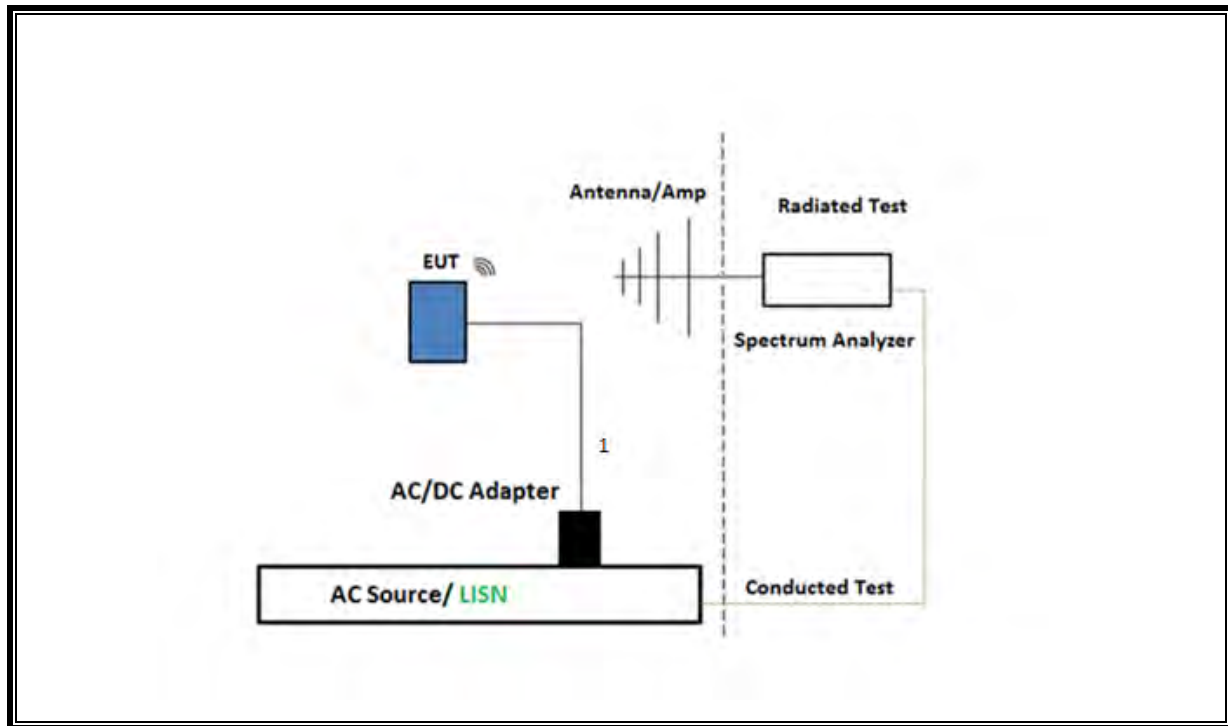 Antenna/Amp
Radiated Test
EUT
Spectrum Analyzer
1
AC/DC Adapter
AC Source/ LISN
Conducted Test